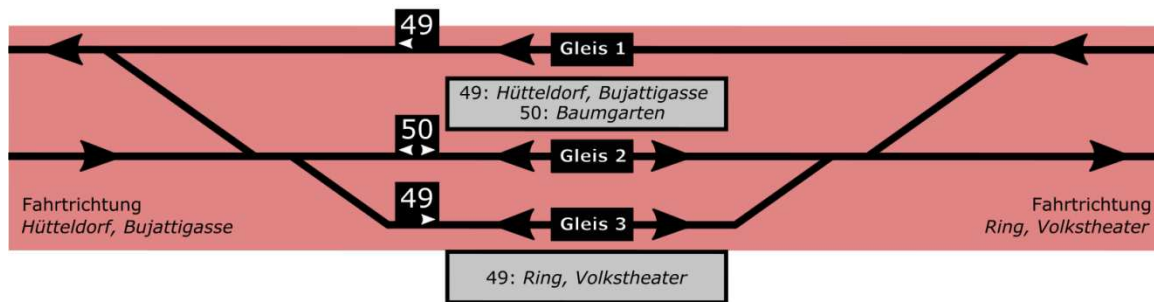 49
Gleis 1
49: Hütteldorf, Bujattigasse
50: Baumgarten
50
Gleis 2
Fahrtrichtung
Hütteldorf, Bujattigasse
49
Gleis 3
Fahrtrichtung
Ring, Volkstheater
49: Ring, Volkstheater